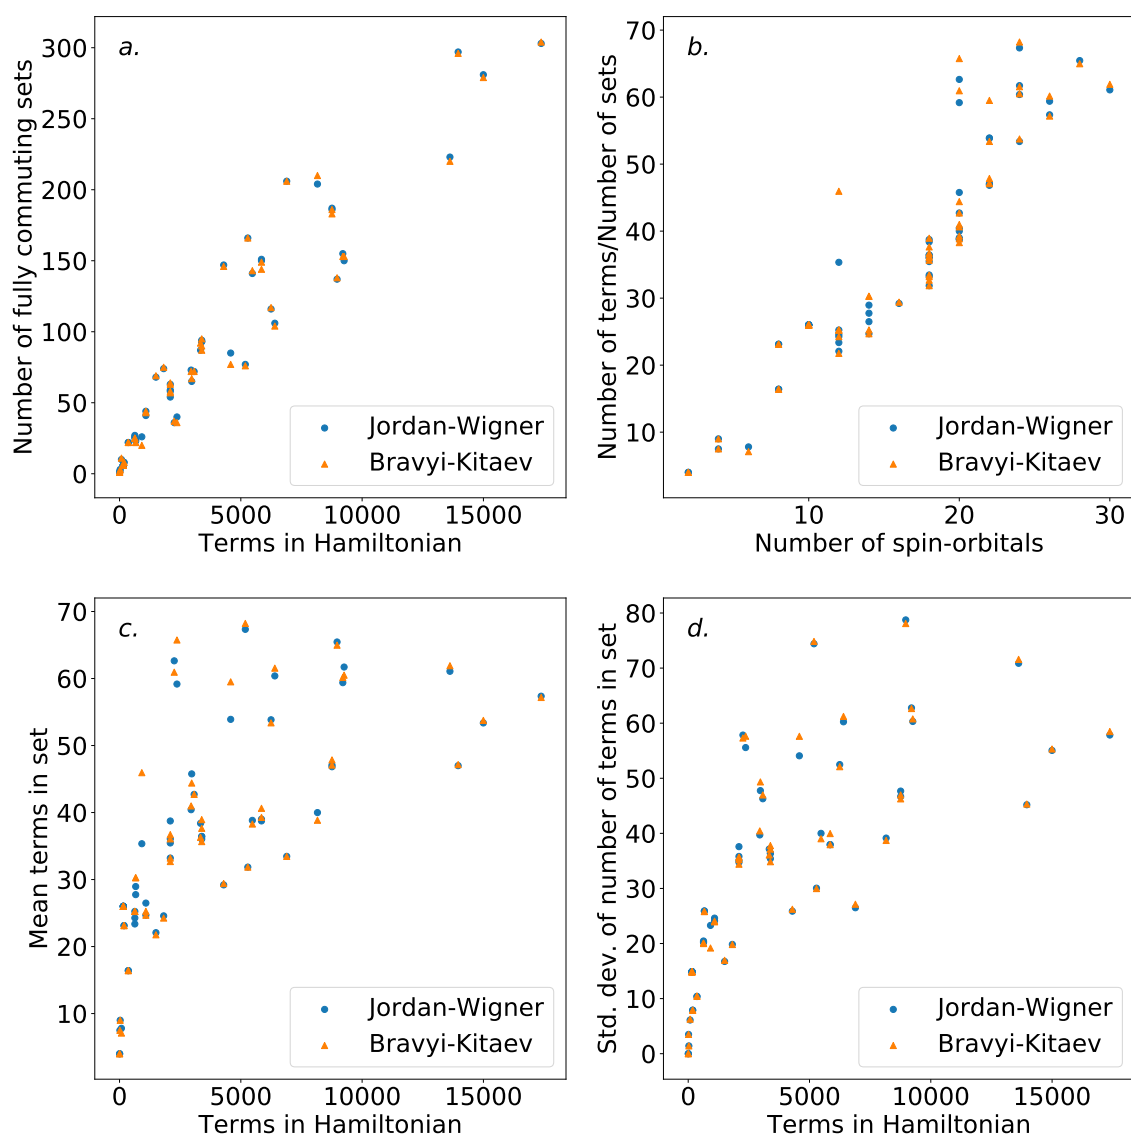 a.
Number of fully commuting sets
300
250
200
150
100
50
0
0 5000 10000 15000
Terms in Hamiltonian
Jordan-Wigner
Bravyi-Kitaev
b.
Number of terms/Number of sets
70
60
50
40
30
20
10
10 20 30
Number of spin-orbitals
Jordan-Wigner
Bravyi-Kitaev
c.
Mean terms in set
70
60
50
40
30
20
10
0 5000 10000 15000
Terms in Hamiltonian
Jordan-Wigner
Bravyi-Kitaev
d.
Std. dev. of number of terms in set
80
70
60
50
40
30
20
10
0
0 5000 10000 15000
Terms in Hamiltonian
Jordan-Wigner
Bravyi-Kitaev